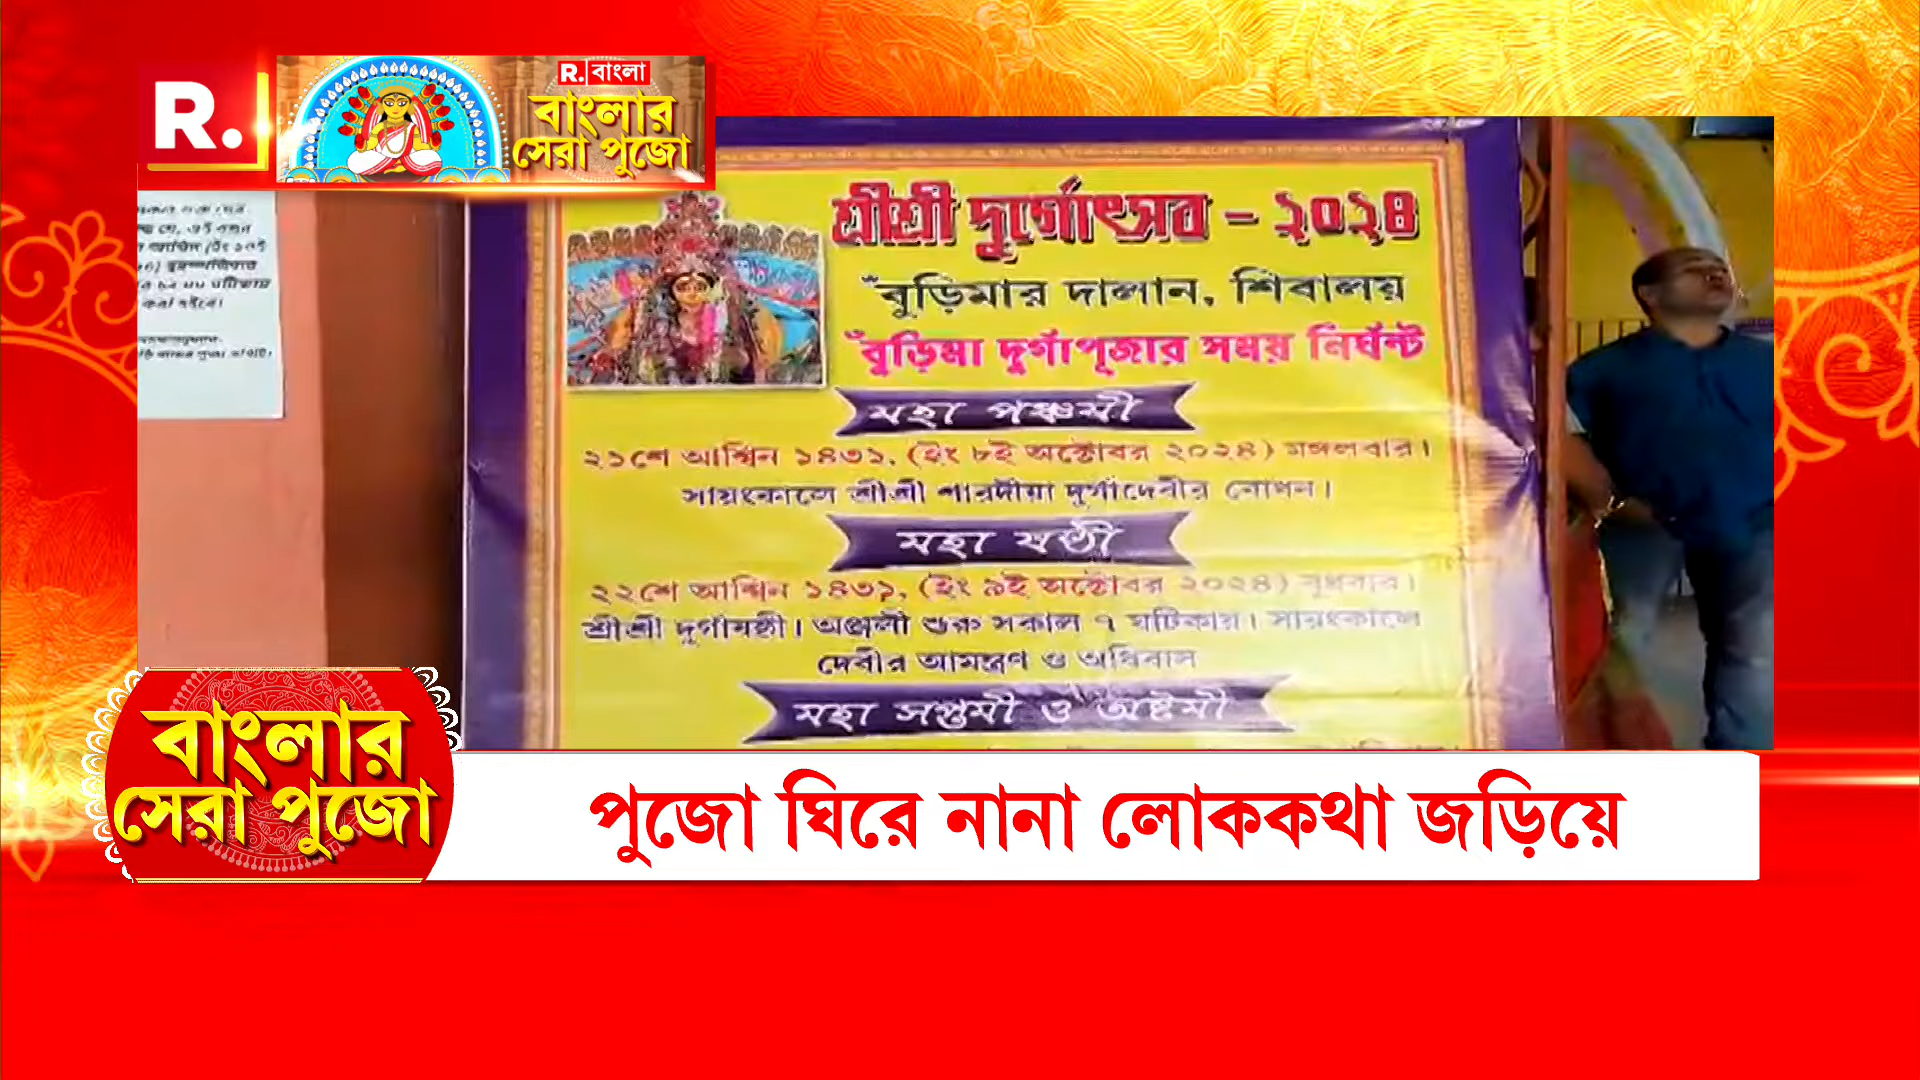 R.
R. বাংলা
বাংলার
সেরা পুজো
শ্রীশ্রী দুর্গোৎসব - ২০২৪
ঁবুড়িমার দালান, শিবালয়
ঁবুড়িমা দুর্গাপূজার সময় নির্ঘন্ট
মহা পঞ্চমী
২১শে আশ্বিন ১৪৩১, (ইং ৮ই অক্টোবর ২০২৪) মঙ্গলবার।
সায়ংকালে শ্রীশ্রী শারদীয়া দুর্গাদেবীর বোধন।
মহা ষষ্ঠী
২২শে আশ্বিন ১৪৩১, (ইং ৯ই অক্টোবর ২০২৪) বুধবার।
শ্রীশ্রী দুর্গাষষ্ঠী। অঞ্জলী শুরু সকাল ৭ ঘটিকায়। সায়ংকালে
দেবীর আমন্ত্রণ ও অধিবাস
মহা সপ্তমী ও অষ্টমী
বাংলার
সেরা পুজো
পুজো ঘিরে নানা লোককথা জড়িয়ে